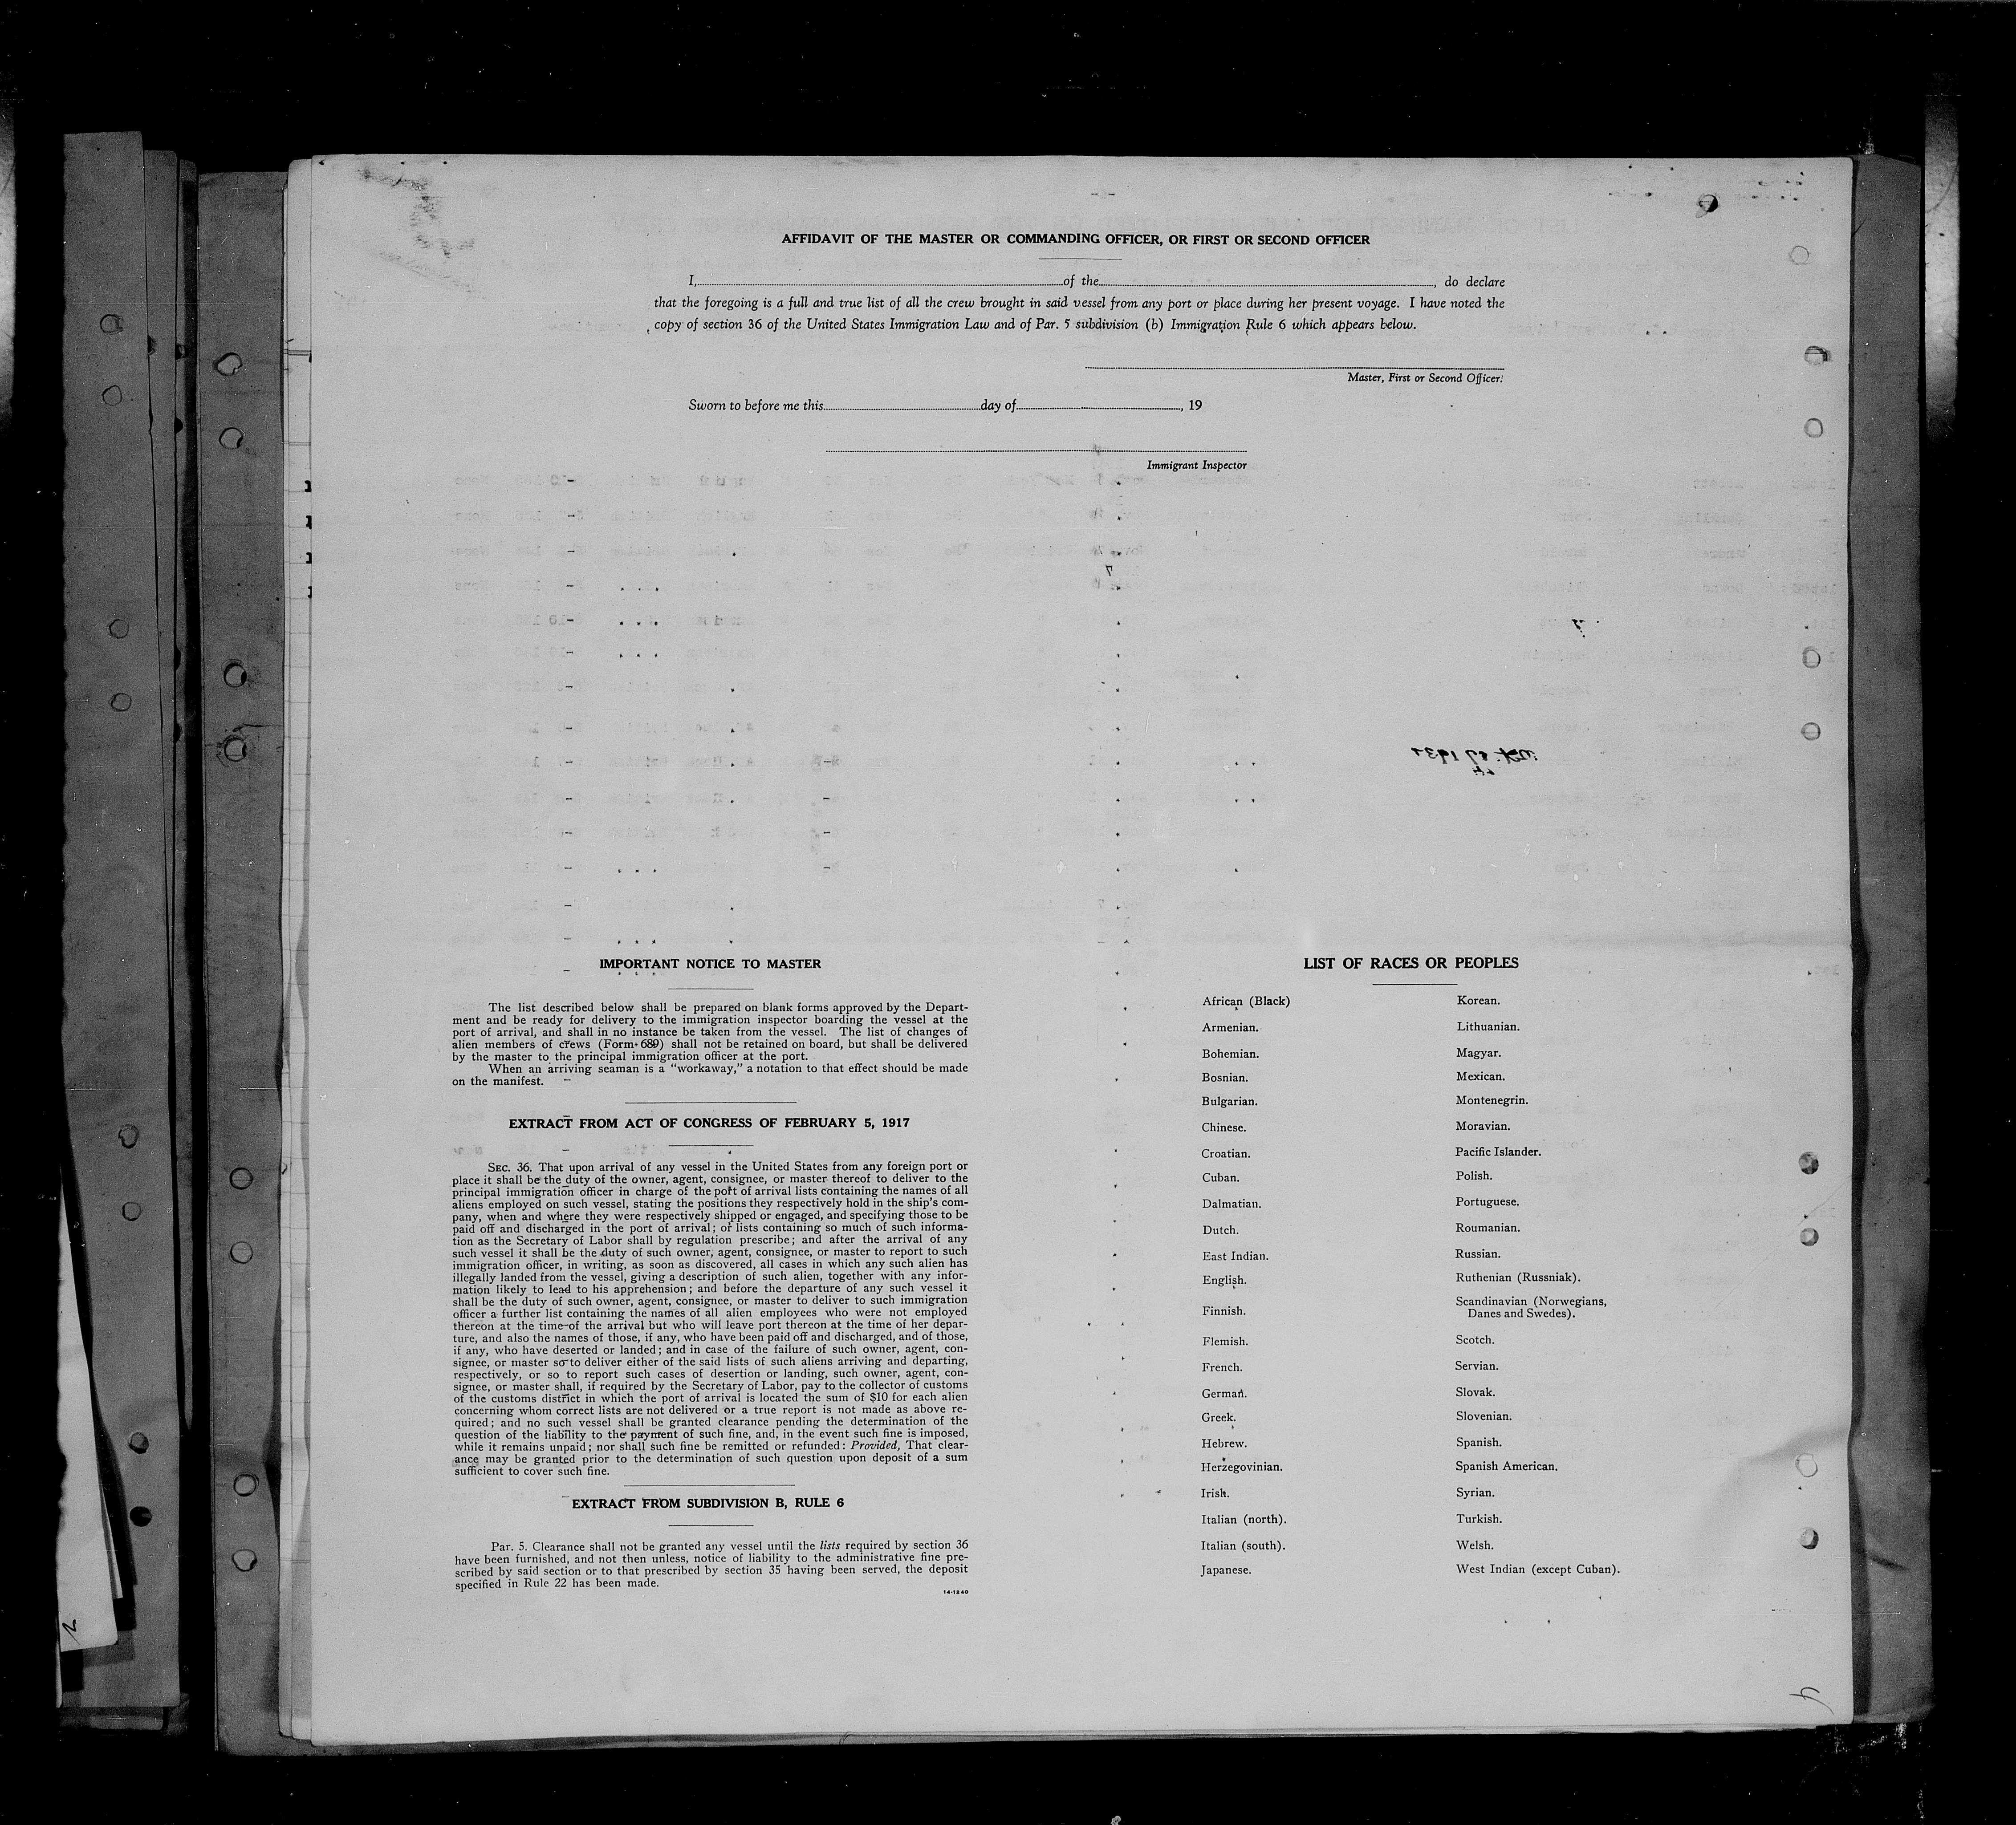 AFFIDAVIT OF THE MASTER OR COMMANDING OFFICER, OR FIRST OR SECOND OFFICER
I, of the , do declare
that the foregoing is a full and true list of all the crew brought in said vessel from any port or place during her present voyage. I have noted the
copy of section 36 of the United States Immigration Law and of Par. 5 subdivision (b) Immigration Rule 6 which appears below.
Master, First or Second Officer.
Sworn to before me this day of , 19
Immigrant Inspector
IMPORTANT NOTICE TO MASTER
The list described below shall be prepared on blank forms approved by the Depart-
ment and be ready for delivery to the immigration inspector boarding the vessel at the
port of arrival, and shall in no instance be taken from the vessel. The list of changes of
alien members of crews (Form 689) shall not be retained on board, but shall be delivered
by the master to the principal immigration officer at the port.
When an arriving seaman is a "workaway," a notation to that effect should be made
on the manifest.
EXTRACT FROM ACT OF CONGRESS OF FEBRUARY 5, 1917
SEC. 36. That upon arrival of any vessel in the United States from any foreign port or
place it shall be the duty of the owner, agent, consignee, or master thereof to deliver to the
principal immigration officer in charge of the port of arrival lists containing the names of all
aliens employed on such vessel, stating the positions they respectively hold in the ship's com-
pany, when and where they were respectively shipped or engaged, and specifying those to be
paid off and discharged in the port of arrival; or lists containing so much of such informa-
tion as the Secretary of Labor shall by regulation prescribe; and after the arrival of any
such vessel it shall be the duty of such owner, agent, consignee, or master to report to such
immigration officer, in writing, as soon as discovered, all cases in which any such alien has
illegally landed from the vessel, giving a description of such alien, together with any infor-
mation likely to lead to his apprehension; and before the departure of any such vessel it
shall be the duty of such owner, agent, consignee, or master to deliver to such immigration
officer a further list containing the names of all alien employees who were not employed
thereon at the time of the arrival but who will leave port thereon at the time of her depar-
ture, and also the names of those, if any, who have been paid off and discharged, and of those,
if any, who have deserted or landed; and in case of the failure of such owner, agent, con-
signee, or master so to deliver either of the said lists of such aliens arriving and departing,
respectively, or so to report such cases of desertion or landing, such owner, agent, con-
signee, or master shall, if required by the Secretary of Labor, pay to the collector of customs
of the customs district in which the port of arrival is located the sum of $10 for each alien
concerning whom correct lists are not delivered or a true report is not made as above re-
quired; and no such vessel shall be granted clearance pending the determination of the
question of the liability to the payment of such fine, and, in the event such fine is imposed,
while it remains unpaid; nor shall such fine be remitted or refunded: Provided, That clear-
ance may be granted prior to the determination of such question upon deposit of a sum
sufficient to cover such fine.
EXTRACT FROM SUBDIVISION B, RULE 6
Par. 5. Clearance shall not be granted any vessel until the lists required by section 36
have been furnished, and not then unless, notice of liability to the administrative fine pre-
scribed by said section or to that prescribed by section 35 having been served, the deposit
specified in Rule 22 has been made.
14-1240
LIST OF RACES OR PEOPLES
African (Black)
Armenian.
Bohemian.
Bosnian.
Bulgarian.
Chinese.
Croatian.
Cuban.
Dalmatian.
Dutch.
East Indian.
English.
Finnish.
Flemish.
French.
German.
Greek.
Hebrew.
Herzegovinian.
Irish.
Italian (north).
Italian (south).
Japanese.
Korean.
Lithuanian.
Magyar.
Mexican.
Montenegrin.
Moravian.
Pacific Islander.
Polish.
Portuguese.
Roumanian.
Russian.
Ruthenian (Russniak).
Scandinavian (Norwegians,
Danes and Swedes).
Scotch.
Servian.
Slovak.
Slovenian.
Spanish.
Spanish American.
Syrian.
Turkish.
Welsh.
West Indian (except Cuban).